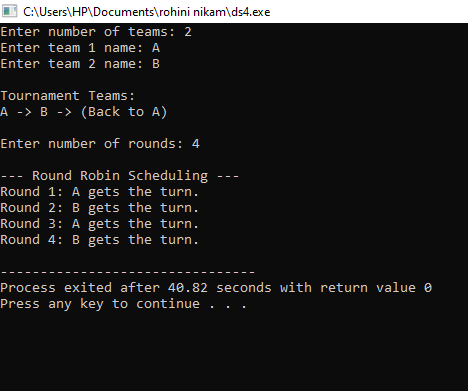 C:\Users\HP\Documents\rohini nikam\ds4.exe
Enter number of teams: 2
Enter team 1 name: A
Enter team 2 name: B
Tournament Teams:
A -> B -> (Back to A)
Enter number of rounds: 4
--- Round Robin Scheduling ---
Round 1: A gets the turn.
Round 2: B gets the turn.
Round 3: A gets the turn.
Round 4: B gets the turn.
--------------------------------
Process exited after 40.82 seconds with return value 0
Press any key to continue . . .